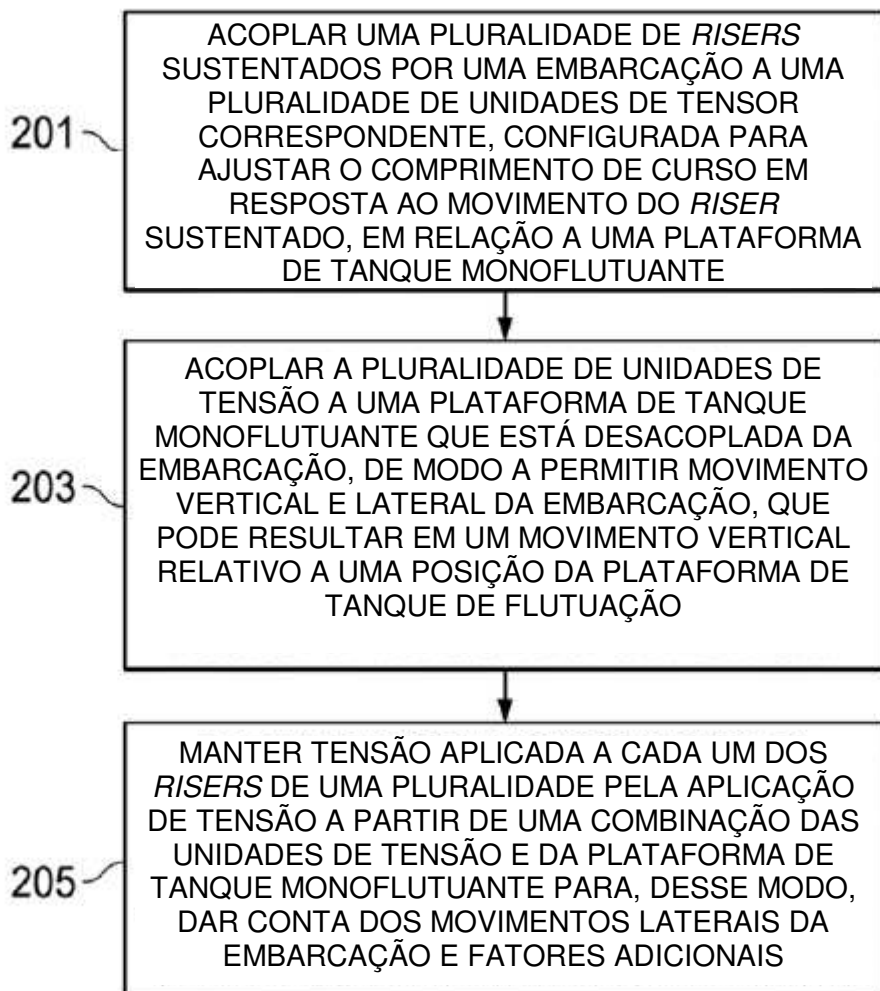 ACOPLAR UMA PLURALIDADE DE RISERS
SUSTENTADOS POR UMA EMBARCAÇÃO A UMA
PLURALIDADE DE UNIDADES DE TENSOR
CORRESPONDENTE, CONFIGURADA PARA
AJUSTAR O COMPRIMENTO DE CURSO EM
RESPOSTA AO MOVIMENTO DO RISER
SUSTENTADO, EM RELAÇÃO A UMA PLATAFORMA
DE TANQUE MONOFLUTUANTE
201
ACOPLAR A PLURALIDADE DE UNIDADES DE
TENSÃO A UMA PLATAFORMA DE TANQUE
MONOFLUTUANTE QUE ESTÁ DESACOPLADA DA
EMBARCAÇÃO, DE MODO A PERMITIR MOVIMENTO
VERTICAL E LATERAL DA EMBARCAÇÃO, QUE
PODE RESULTAR EM UM MOVIMENTO VERTICAL
RELATIVO A UMA POSIÇÃO DA PLATAFORMA DE
TANQUE DE FLUTUAÇÃO
203
MANTER TENSÃO APLICADA A CADA UM DOS
RISERS DE UMA PLURALIDADE PELA APLICAÇÃO
DE TENSÃO A PARTIR DE UMA COMBINAÇÃO DAS
UNIDADES DE TENSÃO E DA PLATAFORMA DE
TANQUE MONOFLUTUANTE PARA, DESSE MODO,
DAR CONTA DOS MOVIMENTOS LATERAIS DA
EMBARCAÇÃO E FATORES ADICIONAIS
205